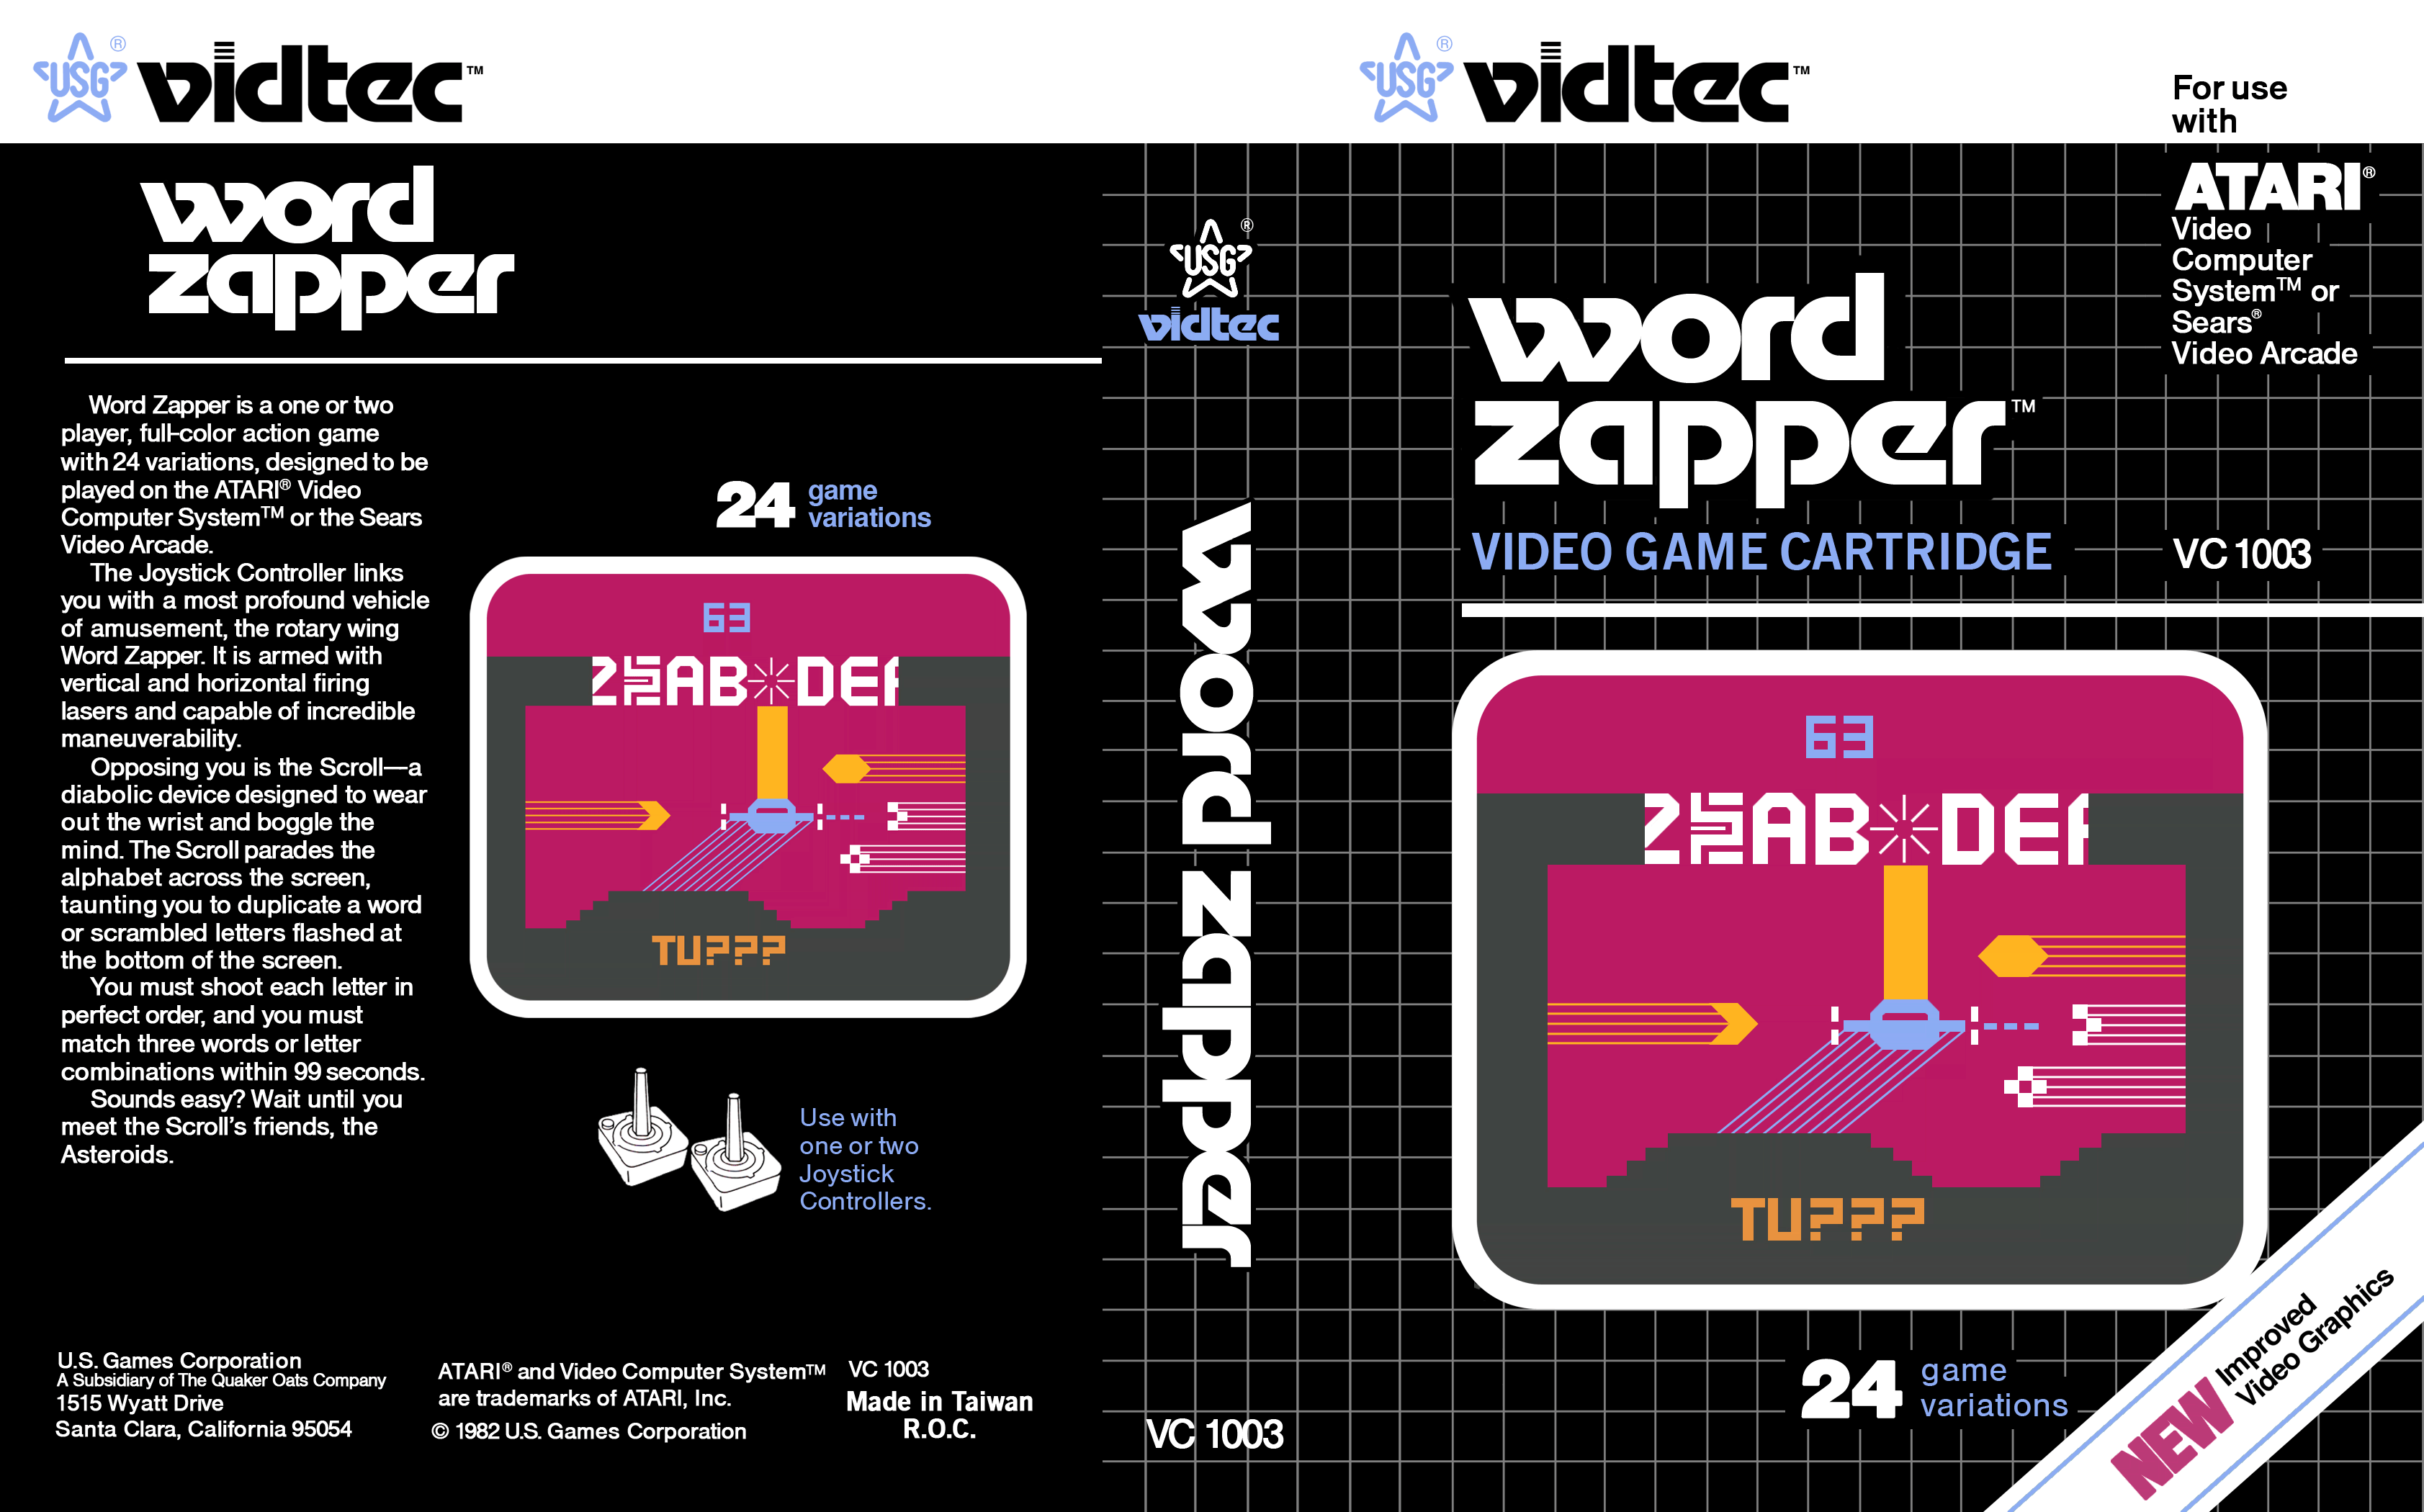 USG® vidtec™
word
zapper
Word Zapper is a one or two
player, full-color action game
with 24 variations, designed to be
played on the ATARI® Video
Computer System™ or the Sears
Video Arcade.
The Joystick Controller links
you with a most profound vehicle
of amusement, the rotary wing
Word Zapper. It is armed with
vertical and horizontal firing
lasers and capable of incredible
maneuverability.
Opposing you is the Scroll—a
diabolic device designed to wear
out the wrist and boggle the
mind. The Scroll parades the
alphabet across the screen,
taunting you to duplicate a word
or scrambled letters flashed at
the bottom of the screen.
You must shoot each letter in
perfect order, and you must
match three words or letter
combinations within 99 seconds.
Sounds easy? Wait until you
meet the Scroll's friends, the
Asteroids.
24 game
variations
63
Z AB DE
TU???
Use with
one or two
Joystick
Controllers.
U.S. Games Corporation
A Subsidiary of The Quaker Oats Company
1515 Wyatt Drive
Santa Clara, California 95054
ATARI® and Video Computer System™
are trademarks of ATARI, Inc.
© 1982 U.S. Games Corporation
VC 1003
Made in Taiwan
R.O.C.
USG®
vidtec
word zapper
VC 1003
USG® vidtec™
For use
with
ATARI®
Video
Computer
System™ or
Sears®
Video Arcade
word
zapper™
VIDEO GAME CARTRIDGE
VC 1003
63
Z AB DE
TU???
24 game
variations
NEW Improved
Video Graphics